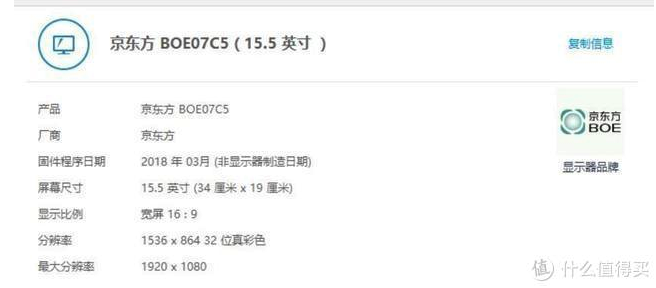 京东方 BOE07C5 ( 15.5 英寸 )
复制信息
产品 京东方 BOE07C5
厂商 京东方
固件程序日期 2018 年 03月 (非显示器制造日期)
屏幕尺寸 15.5 英寸 (34 厘米 x 19 厘米)
显示比例 宽屏 16 : 9
分辨率 1536 x 864 32 位真彩色
最大分辨率 1920 x 1080
京东方
BOE
显示器品牌
值 什么值得买